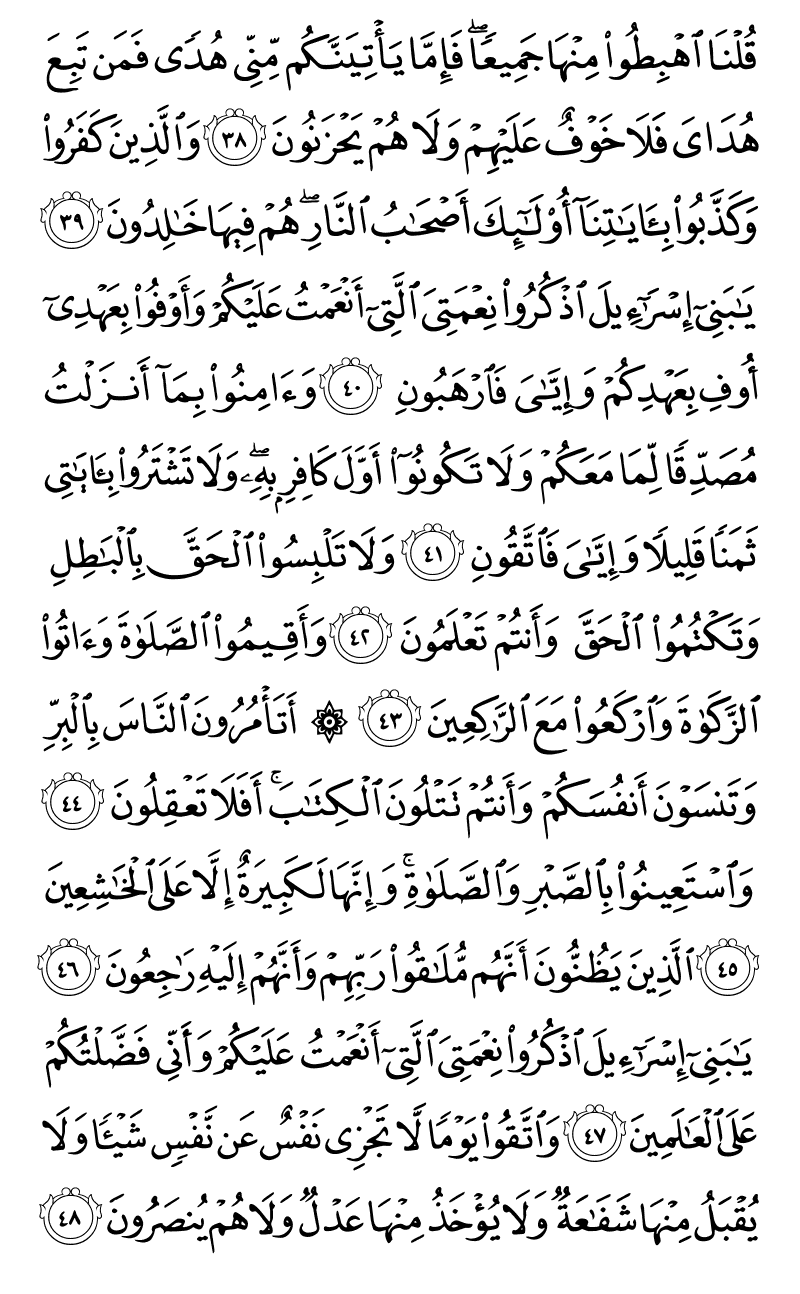 قُلۡنَا ٱهۡبِطُواْ مِنۡهَا جَمِيعٗاۖ فَإِمَّا يَأۡتِيَنَّكُم مِّنِّي هُدٗى فَمَن تَبِعَ
هُدَايَ فَلَا خَوۡفٌ عَلَيۡهِمۡ وَلَا هُمۡ يَحۡزَنُونَ ٣٨ وَٱلَّذِينَ كَفَرُواْ
وَكَذَّبُواْ بِـَٔايَٰتِنَآ أُوْلَٰٓئِكَ أَصۡحَٰبُ ٱلنَّارِۖ هُمۡ فِيهَا خَٰلِدُونَ ٣٩
يَٰبَنِيٓ إِسۡرَٰٓءِيلَ ٱذۡكُرُواْ نِعۡمَتِيَ ٱلَّتِيٓ أَنۡعَمۡتُ عَلَيۡكُمۡ وَأَوۡفُواْ بِعَهۡدِيٓ
أُوفِ بِعَهۡدِكُمۡ وَإِيَّٰيَ فَٱرۡهَبُونِ ٤٠ وَءَامِنُواْ بِمَآ أَنزَلۡتُ
مُصَدِّقٗا لِّمَا مَعَكُمۡ وَلَا تَكُونُوٓاْ أَوَّلَ كَافِرِۭ بِهِۦۖ وَلَا تَشۡتَرُواْ بِـَٔايَٰتِي
ثَمَنٗا قَلِيلٗا وَإِيَّٰيَ فَٱتَّقُونِ ٤١ وَلَا تَلۡبِسُواْ ٱلۡحَقَّ بِٱلۡبَٰطِلِ
وَتَكۡتُمُواْ ٱلۡحَقَّ وَأَنتُمۡ تَعۡلَمُونَ ٤٢ وَأَقِيمُواْ ٱلصَّلَوٰةَ وَءَاتُواْ
ٱلزَّكَوٰةَ وَٱرۡكَعُواْ مَعَ ٱلرَّٰكِعِينَ ٤٣ ۞ أَتَأۡمُرُونَ ٱلنَّاسَ بِٱلۡبِرِّ
وَتَنسَوۡنَ أَنفُسَكُمۡ وَأَنتُمۡ تَتۡلُونَ ٱلۡكِتَٰبَۚ أَفَلَا تَعۡقِلُونَ ٤٤
وَٱسۡتَعِينُواْ بِٱلصَّبۡرِ وَٱلصَّلَوٰةِۚ وَإِنَّهَا لَكَبِيرَةٌ إِلَّا عَلَى ٱلۡخَٰشِعِينَ
٤٥ ٱلَّذِينَ يَظُنُّونَ أَنَّهُم مُّلَٰقُواْ رَبِّهِمۡ وَأَنَّهُمۡ إِلَيۡهِ رَٰجِعُونَ ٤٦
يَٰبَنِيٓ إِسۡرَٰٓءِيلَ ٱذۡكُرُواْ نِعۡمَتِيَ ٱلَّتِيٓ أَنۡعَمۡتُ عَلَيۡكُمۡ وَأَنِّي فَضَّلۡتُكُمۡ
عَلَى ٱلۡعَٰلَمِينَ ٤٧ وَٱتَّقُواْ يَوۡمٗا لَّا تَجۡزِي نَفۡسٌ عَن نَّفۡسٖ شَيۡـٔٗا وَلَا
يُقۡبَلُ مِنۡهَا شَفَٰعَةٞ وَلَا يُؤۡخَذُ مِنۡهَا عَدۡلٞ وَلَا هُمۡ يُنصَرُونَ ٤٨